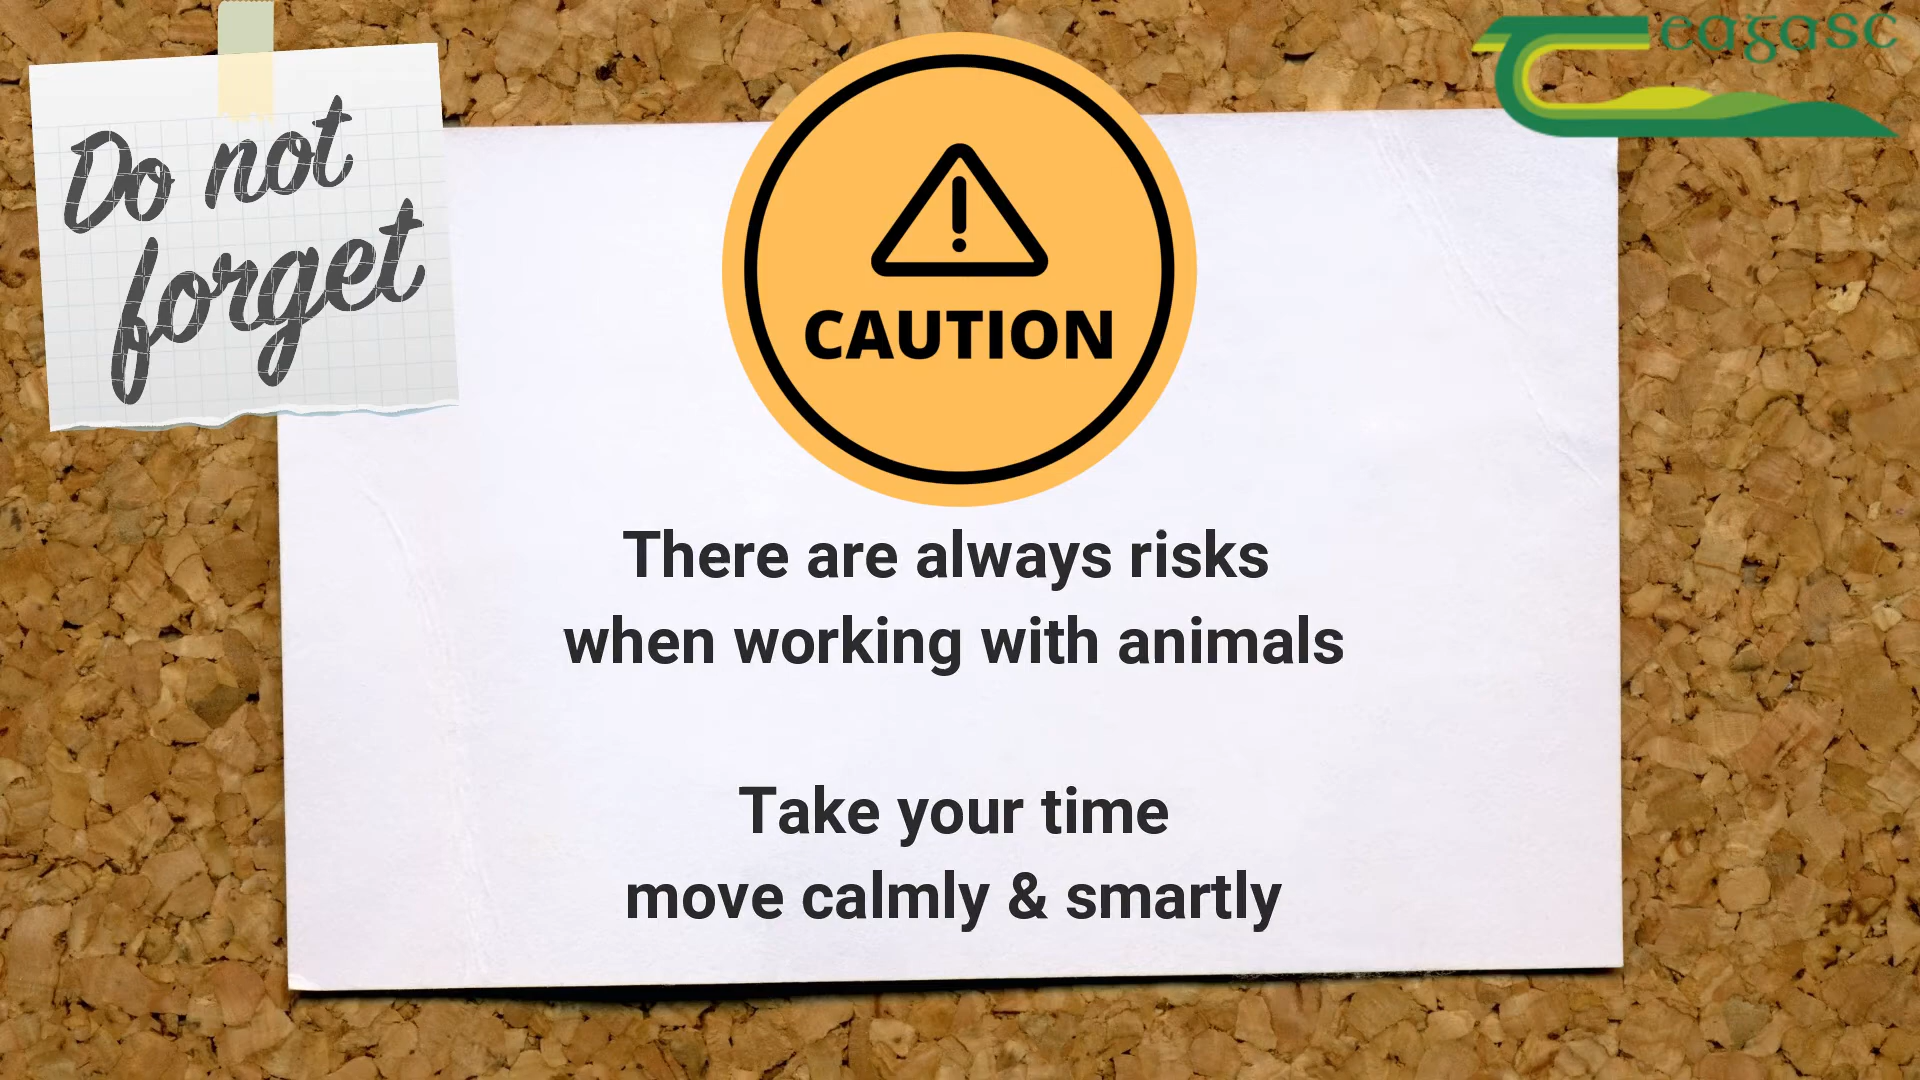 Do not
forget
eagasc
CAUTION
There are always risks
when working with animals
Take your time
move calmly & smartly